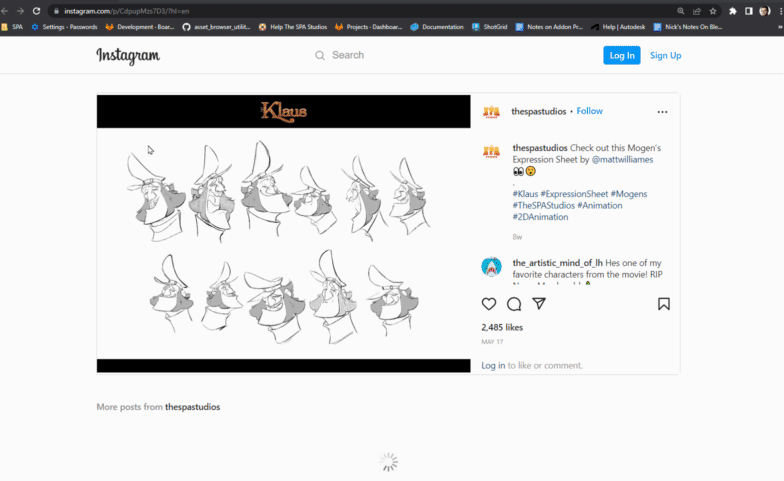 instagram.com/p/CdpupMzs7D3/?hl=en
SPA
Settings - Passwords
Development - Boar...
asset_browser_utilit...
Help The SPA Studios
Projects - Dashboar...
Documentation
ShotGrid
Notes on Addon Pr...
Help | Autodesk
Nick's Notes On Ble...
Instagram
Search
Log In
Sign Up
Klaus
thespastudios • Follow
thespastudios Check out this Mogen's
Expression Sheet by @mattwilliames
.
#Klaus #ExpressionSheet #Mogens
#TheSPAStudios #Animation
#2DAnimation
8w
the_artistic_mind_of_lh Hes one of my
favorite characters from the movie! RIP
2,485 likes
MAY 17
Log in to like or comment.
More posts from thespastudios